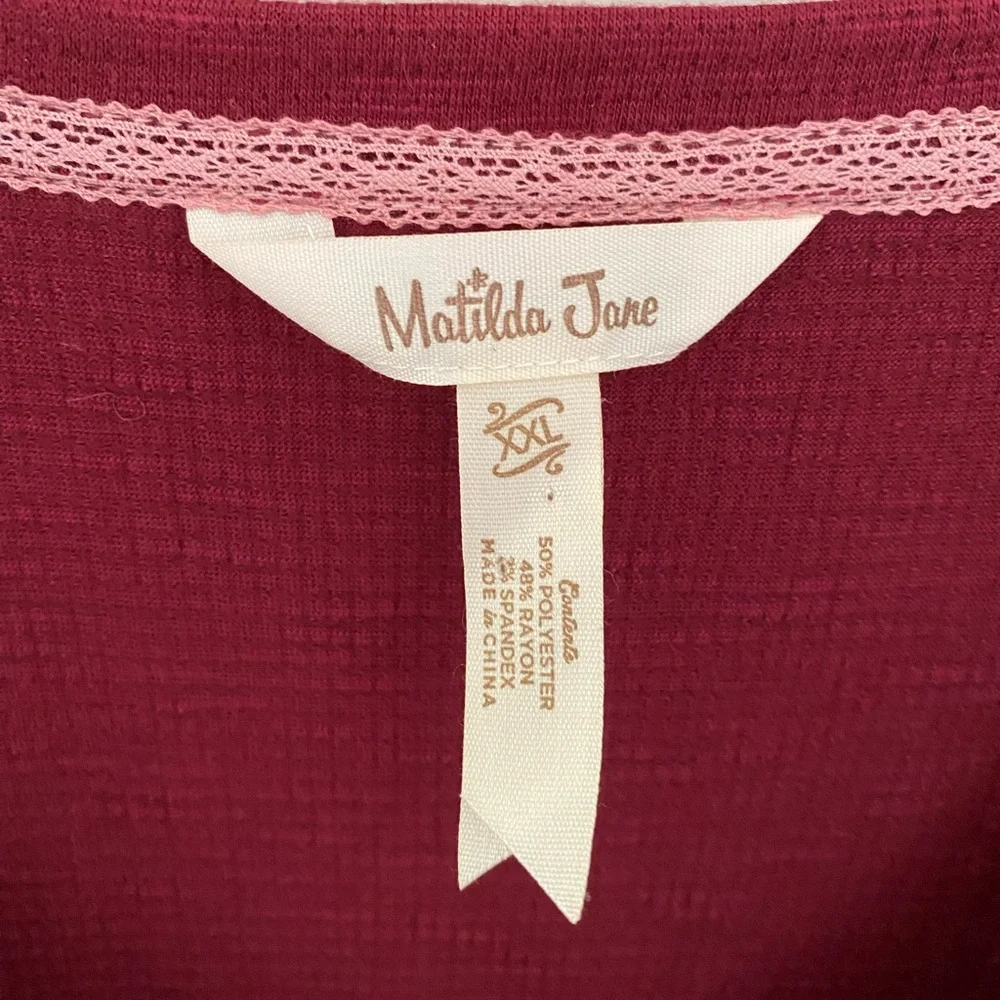 Matilda Jane
XXL
Contents
50% POLYESTER
48% RAYON
2% SPANDEX
MADE in CHINA